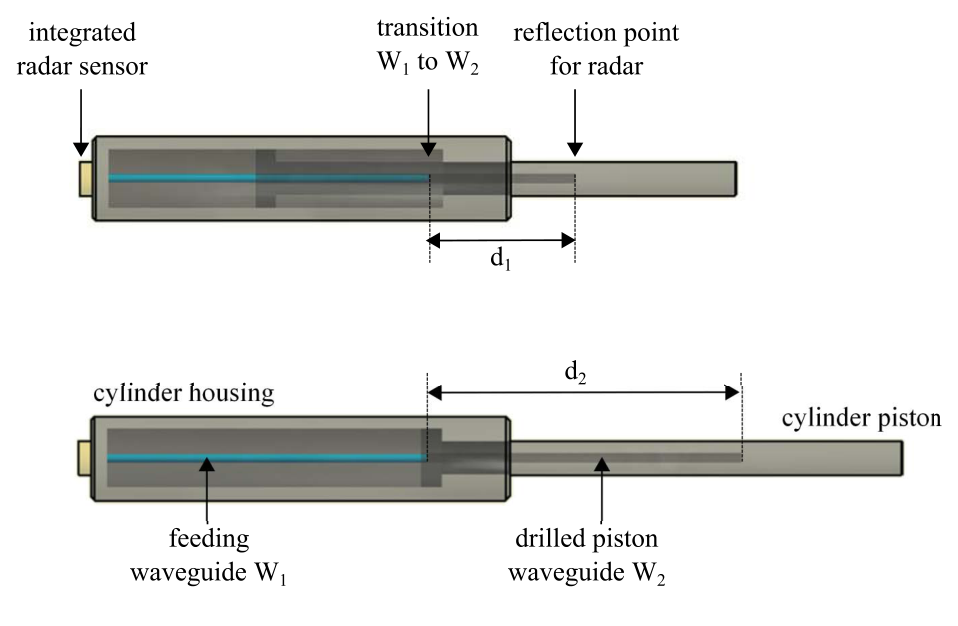 integrated
radar sensor
transition
W₁ to W₂
reflection point
for radar
d₁
d₂
cylinder housing
cylinder piston
feeding
waveguide W₁
drilled piston
waveguide W₂